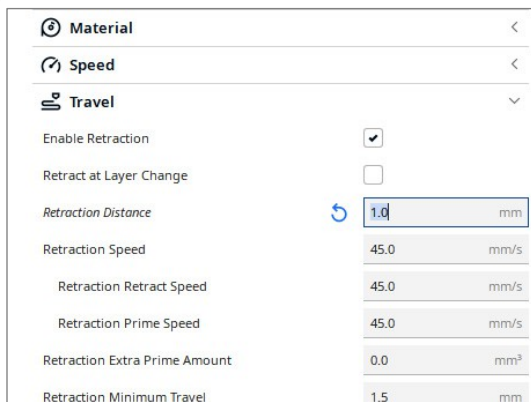 Material
Speed
Travel
Enable Retraction
Retract at Layer Change
Retraction Distance 1.0 mm
Retraction Speed 45.0 mm/s
Retraction Retract Speed 45.0 mm/s
Retraction Prime Speed 45.0 mm/s
Retraction Extra Prime Amount 0.0 mm³
Retraction Minimum Travel 1.5 mm